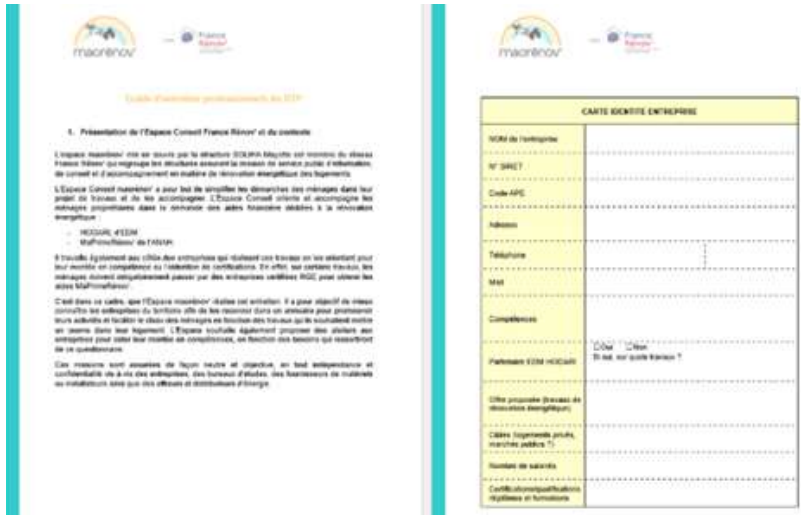 maorénov'
France
Rénov'
Guide d'entretien professionnels du BTP
1. Présentation de l'Espace Conseil France Rénov' et du contexte
L'espace maorénov' mis en œuvre par la structure SOLIHA Mayotte est membre du réseau
France Rénov' qui regroupe les structures assurant la mission de service public d'information,
de conseil et d'accompagnement en matière de rénovation énergétique des logements.
L'Espace Conseil maorénov' a pour but de simplifier les démarches des ménages dans leur
projet de travaux et de les accompagner. L'Espace Conseil oriente et accompagne les
ménages propriétaires dans la demande des aides financière dédiées à la rénovation
énergétique :
- HODARI, d'EDM
- MaPrimeRénov' de l'ANAH
Il travaille également aux côtés des entreprises qui réalisent ces travaux en les orientant pour
leur montée en compétence ou l'obtention de certifications. En effet, sur certains travaux, les
ménages doivent obligatoirement passer par des entreprises certifiées RGE pour obtenir les
aides MaPrimeRénov'.
C'est dans ce cadre, que l'Espace maorénov' réalise cet entretien. Il a pour objectif de mieux
connaître les entreprises du territoire afin de les recenser dans un annuaire pour promouvoir
leurs activités et faciliter le choix des ménages en fonction des travaux qu'ils souhaitent mettre
en œuvre dans leur logement. L'Espace souhaite également proposer des ateliers aux
entreprises pour aider leur montée en compétences, en fonction des besoins qui ressortiront
de ce questionnaire.
Ces missions sont assurées de façon neutre et objective, en tout indépendance et
confidentialité vis-à-vis des entreprises, des bureaux d'études, des fournisseurs de matériels
ou installateurs ainsi que des offreurs et distributeurs d'énergie.
maorénov'
France
Rénov'
CARTE IDENTITE ENTREPRISE
NOM de l'entreprise
N° SIRET
Code APE
Adresse
Téléphone
Mail
Compétences
Partenaire EDM HODARI
☐Oui ☐Non
Si oui, sur quels travaux ?
Offre proposée (travaux de
rénovation énergétique)
Cibles (logements privés,
marchés publics ?)
Nombre de salariés
Certifications/qualifications
/diplômes et formations